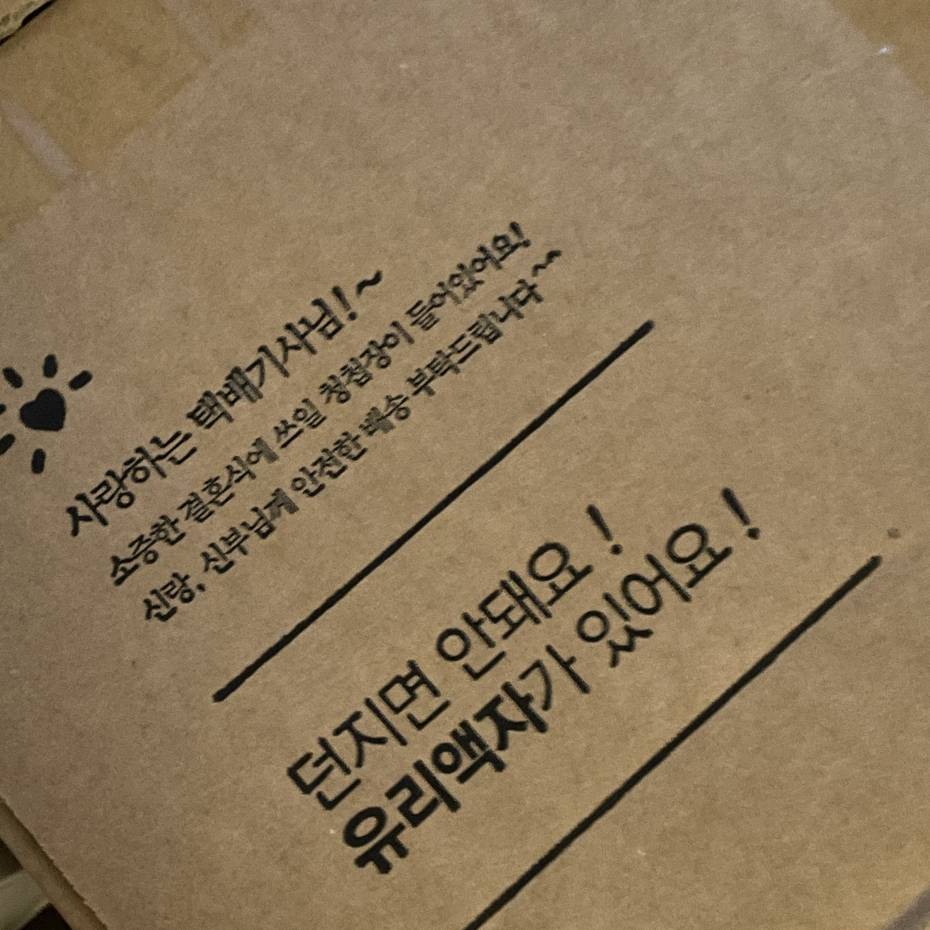 사랑하는 택배기사님!~
소중한 결혼식에 쓰일 청첩장이 들어있어요!
신랑, 신부님께 안전한 배송 부탁드립니다~~
던지면 안돼요!
유리액자가 있어요!